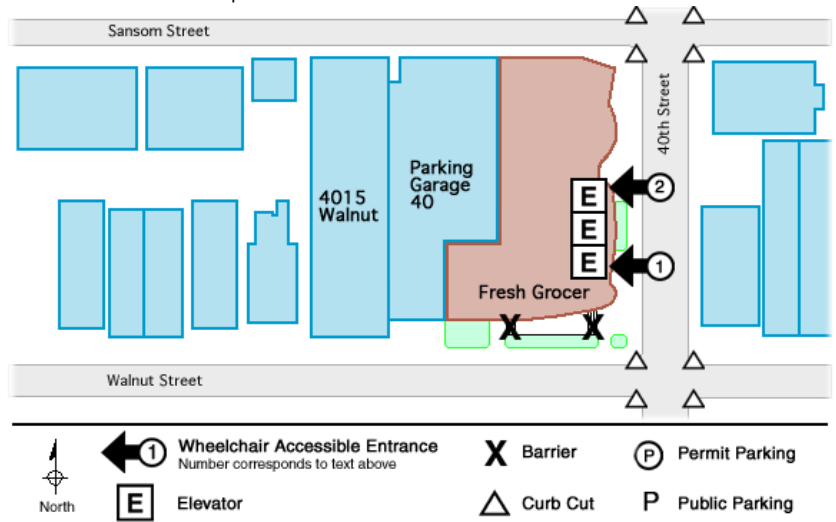 Sansom Street
40th Street
Parking
Garage
40
4015
Walnut
E
2
E
E
1
Fresh Grocer
X
X
Walnut Street
1
Wheelchair Accessible Entrance
Number corresponds to text above
X
Barrier
P
Permit Parking
North
E
Elevator
Curb Cut
P
Public Parking